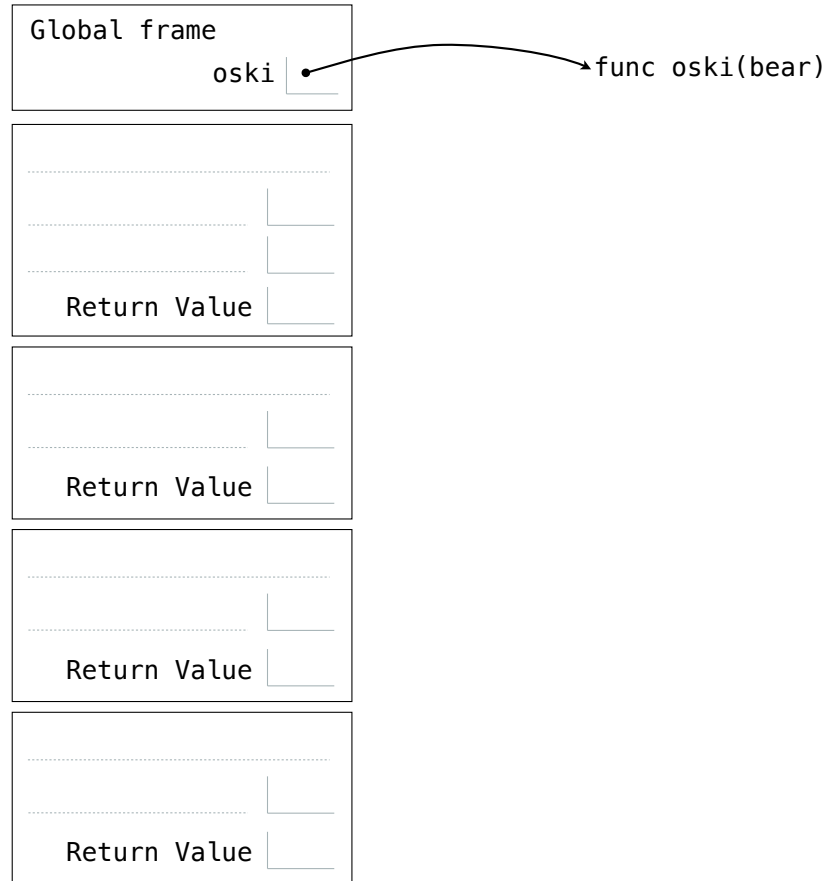 Global frame
oski
func oski(bear)
Return Value
Return Value
Return Value
Return Value